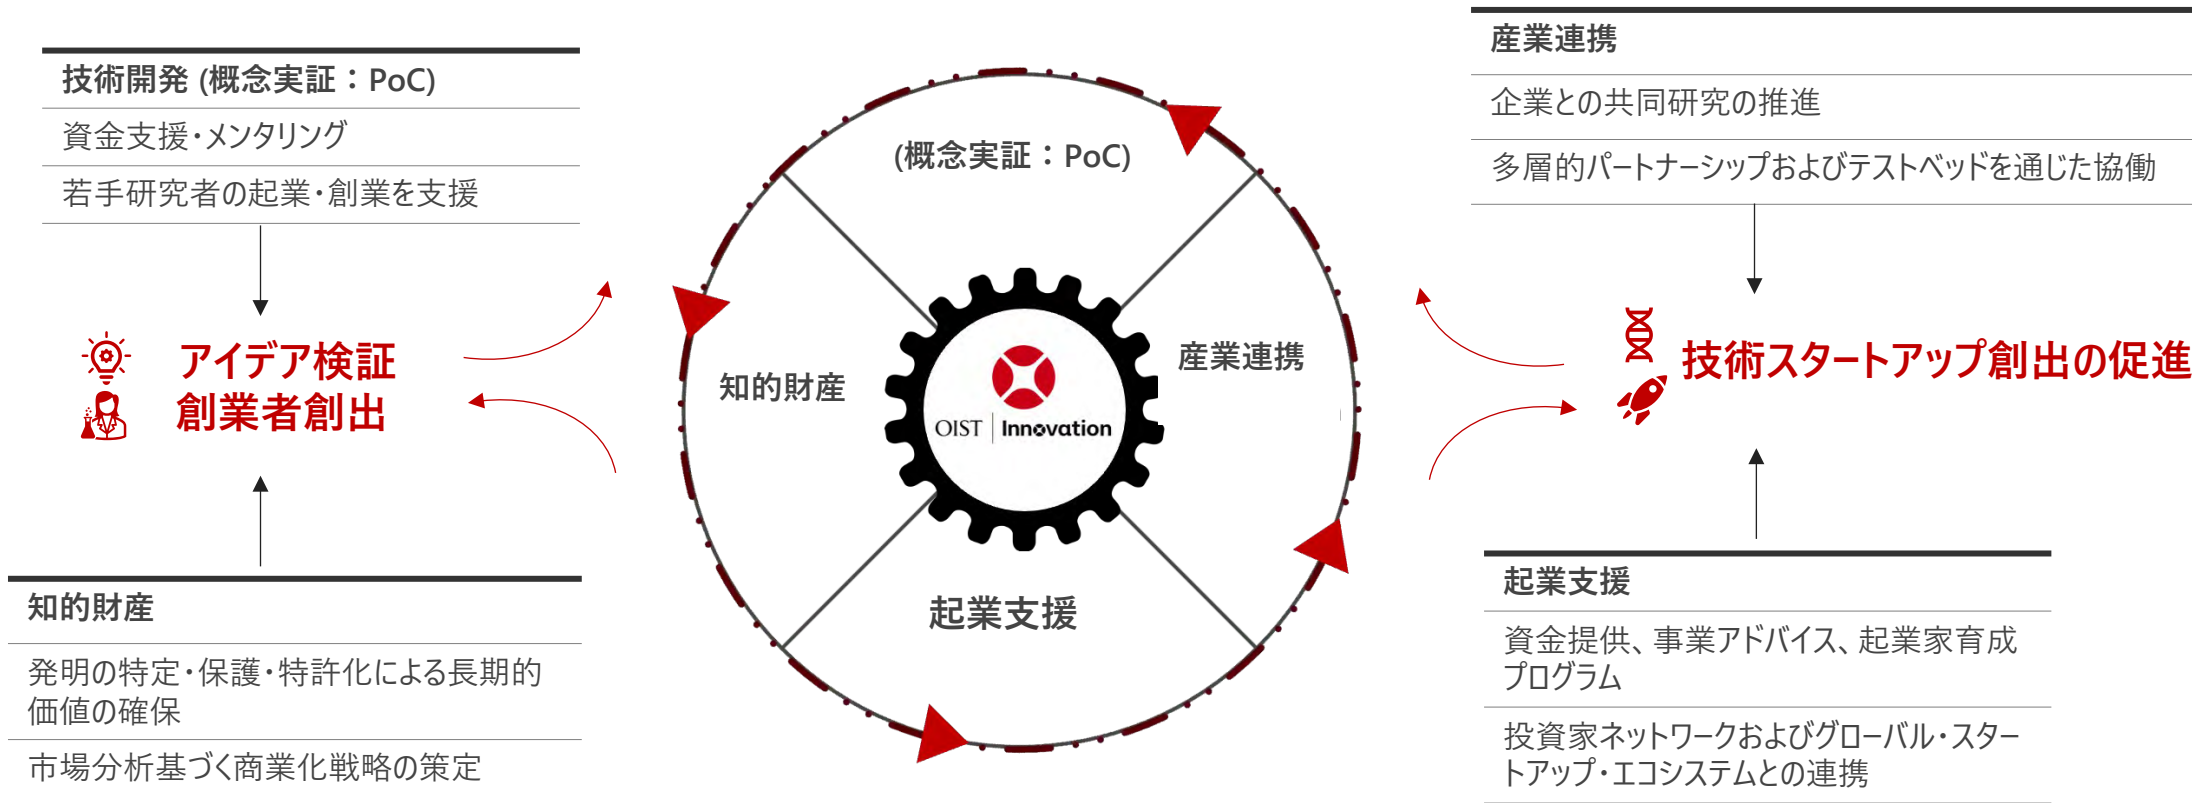 技術開発 (概念実証：PoC)
資金支援・メンタリング
若手研究者の起業・創業を支援
アイデア検証
創業者創出
知的財産
発明の特定・保護・特許化による長期的
価値の確保
市場分析基づく商業化戦略の策定
(概念実証：PoC)
知的財産
産業連携
OIST | Innovation
起業支援
産業連携
企業との共同研究の推進
多層的パートナーシップおよびテストベッドを通じた協働
技術スタートアップ創出の促進
起業支援
資金提供、事業アドバイス、起業家育成
プログラム
投資家ネットワークおよびグローバル・スター
トアップ・エコシステムとの連携